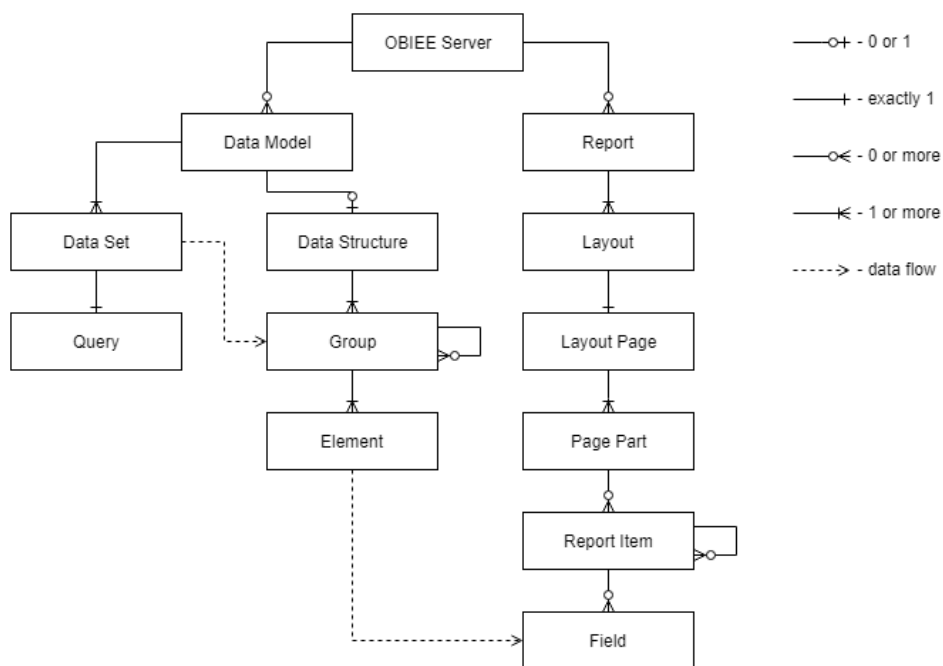 OBIEE Server
- 0 or 1
- exactly 1
Data Model
Report
- 0 or more
- 1 or more
Data Set
Data Structure
Layout
- data flow
Query
Group
Layout Page
Element
Page Part
Report Item
Field